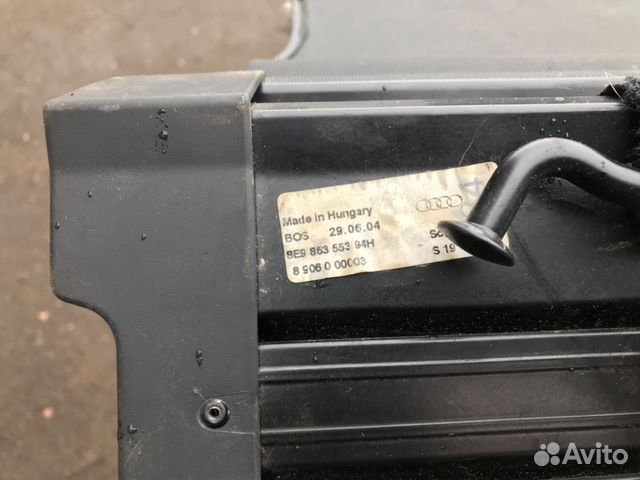 Made in Hungary
BOS 29.06.04
8E9 863 553 94H
S 19
8 906 0 00003
Avito